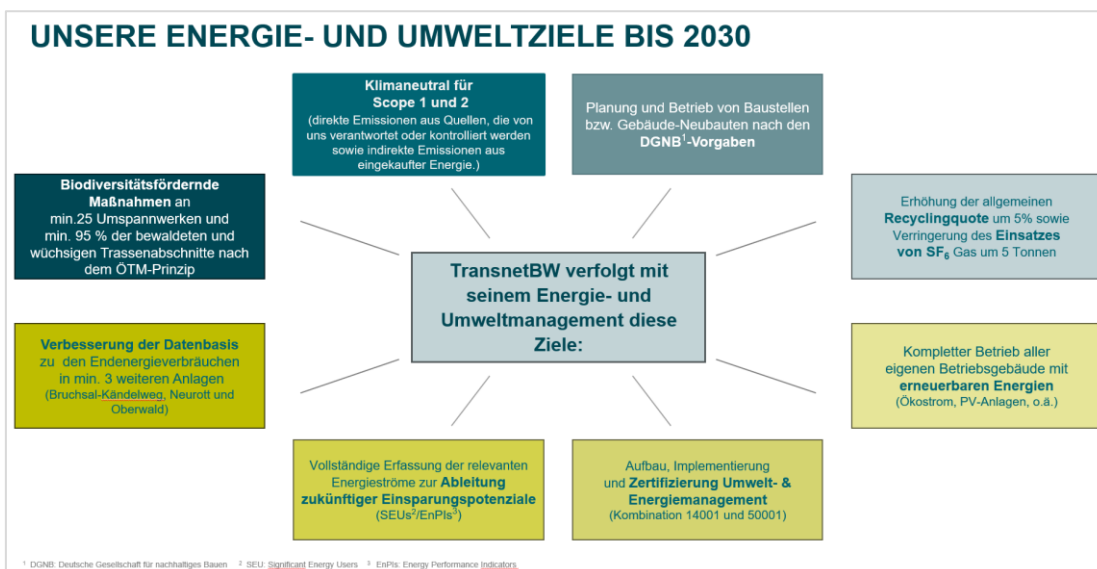 UNSERE ENERGIE- UND UMWELTZIELE BIS 2030
Klimaneutral für
Scope 1 und 2
(direkte Emissionen aus Quellen, die von
uns verantwortet oder kontrolliert werden
sowie indirekte Emissionen aus
eingekaufter Energie.)
Planung und Betrieb von Baustellen
bzw. Gebäude-Neubauten nach den
DGNB¹-Vorgaben
Biodiversitätsfördernde
Maßnahmen an
min.25 Umspannwerken und
min. 95 % der bewaldeten und
wüchsigen Trassenabschnitte nach
dem ÖTM-Prinzip
Erhöhung der allgemeinen
Recyclingquote um 5% sowie
Verringerung des Einsatzes
von SF₆ Gas um 5 Tonnen
TransnetBW verfolgt mit
seinem Energie- und
Umweltmanagement diese
Ziele:
Verbesserung der Datenbasis
zu den Endenergieverbräuchen
in min. 3 weiteren Anlagen
(Bruchsal-Kändelweg, Neurott und
Oberwald)
Kompletter Betrieb aller
eigenen Betriebsgebäude mit
erneuerbaren Energien
(Ökostrom, PV-Anlagen, o.ä.)
Vollständige Erfassung der relevanten
Energieströme zur Ableitung
zukünftiger Einsparungspotenziale
(SEUs²/EnPIs³)
Aufbau, Implementierung
und Zertifizierung Umwelt- &
Energiemanagement
(Kombination 14001 und 50001)
¹ DGNB: Deutsche Gesellschaft für nachhaltiges Bauen ² SEU: Significant Energy Users ³ EnPIs: Energy Performance Indicators